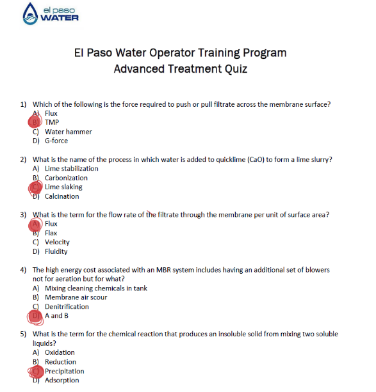 el paso
WATER
El Paso Water Operator Training Program
Advanced Treatment Quiz
1) Which of the following is the force required to push or pull filtrate across the membrane surface?
A) Flux
B) TMP
C) Water hammer
D) G-force
2) What is the name of the process in which water is added to quicklime (CaO) to form a lime slurry?
A) Lime stabilization
B) Carbonization
C) Lime slaking
D) Calcination
3) What is the term for the flow rate of the filtrate through the membrane per unit of surface area?
A) Flux
B) Flax
C) Velocity
D) Fluidity
4) The high energy cost associated with an MBR system includes having an additional set of blowers
not for aeration but for what?
A) Mixing cleaning chemicals in tank
B) Membrane air scour
C) Denitrification
D) A and B
5) What is the term for the chemical reaction that produces an insoluble solid from mixing two soluble
liquids?
A) Oxidation
B) Reduction
C) Precipitation
D) Adsorption